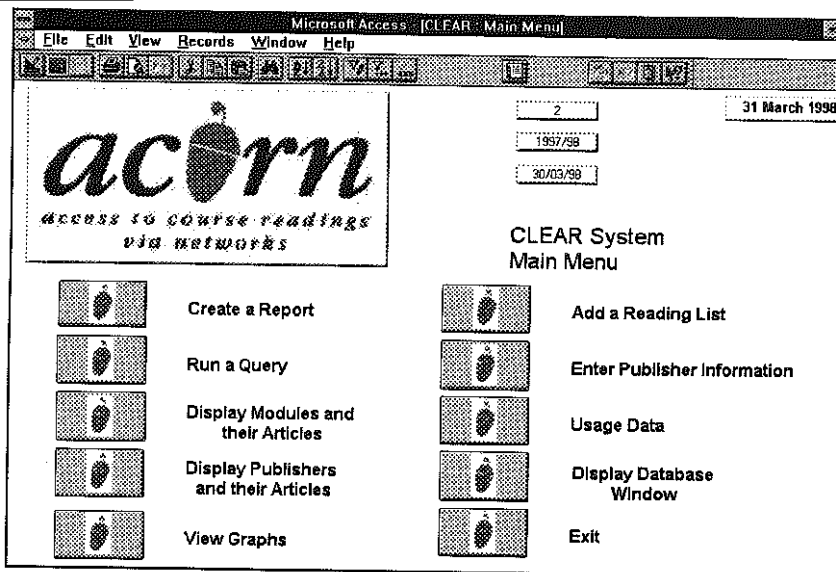 Microsoft Access - [CLEAR : Main Menu]
File Edit View Records Window Help
2
31 March 1998
1997/98
30/03/98
acorn
access to course readings
via networks
CLEAR System
Main Menu
Create a Report
Add a Reading List
Run a Query
Enter Publisher Information
Display Modules and
their Articles
Usage Data
Display Publishers
and their Articles
Display Database
Window
View Graphs
Exit